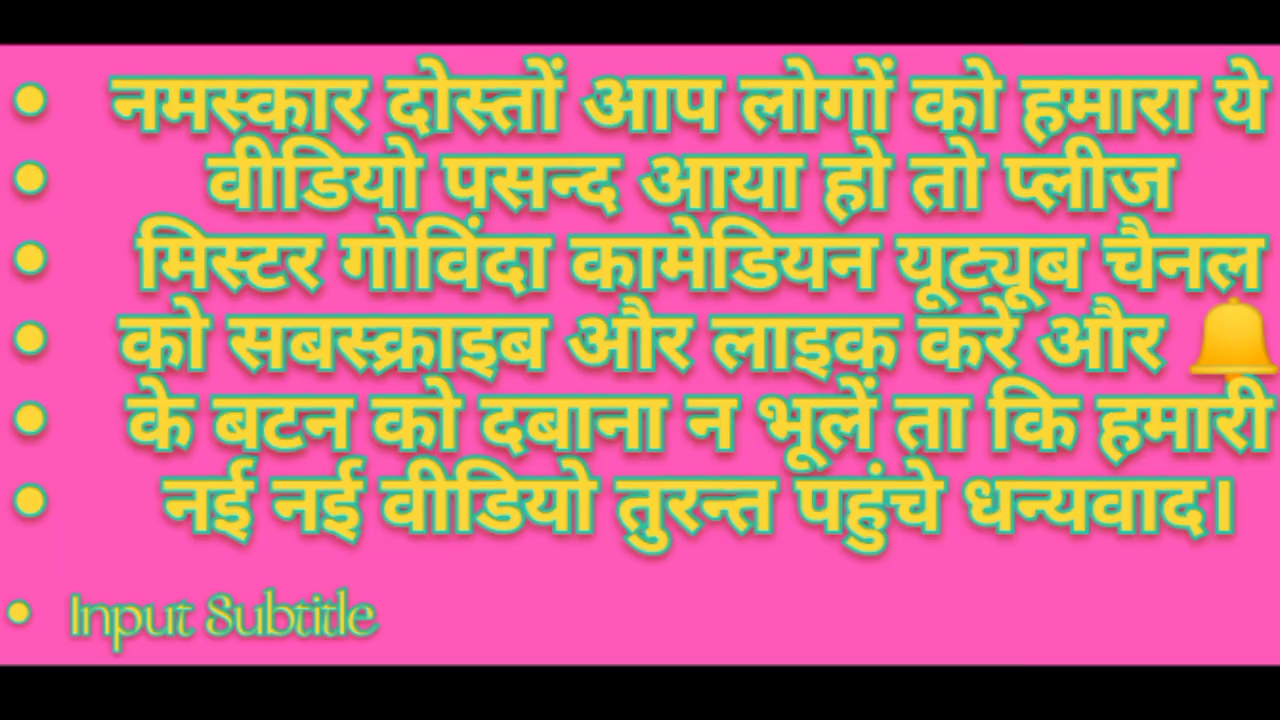 • नमस्कार दोस्तों आप लोगों को हमारा ये
• वीडियो पसन्द आया हो तो प्लीज
• मिस्टर गोविंदा कामेडियन यूट्यूब चैनल
• को सबस्क्राइब और लाइक करें और 🔔
• के बटन को दबाना न भूलें ता कि हमारी
• नई नई वीडियो तुरन्त पहुंचे धन्यवाद।
• Input Subtitle